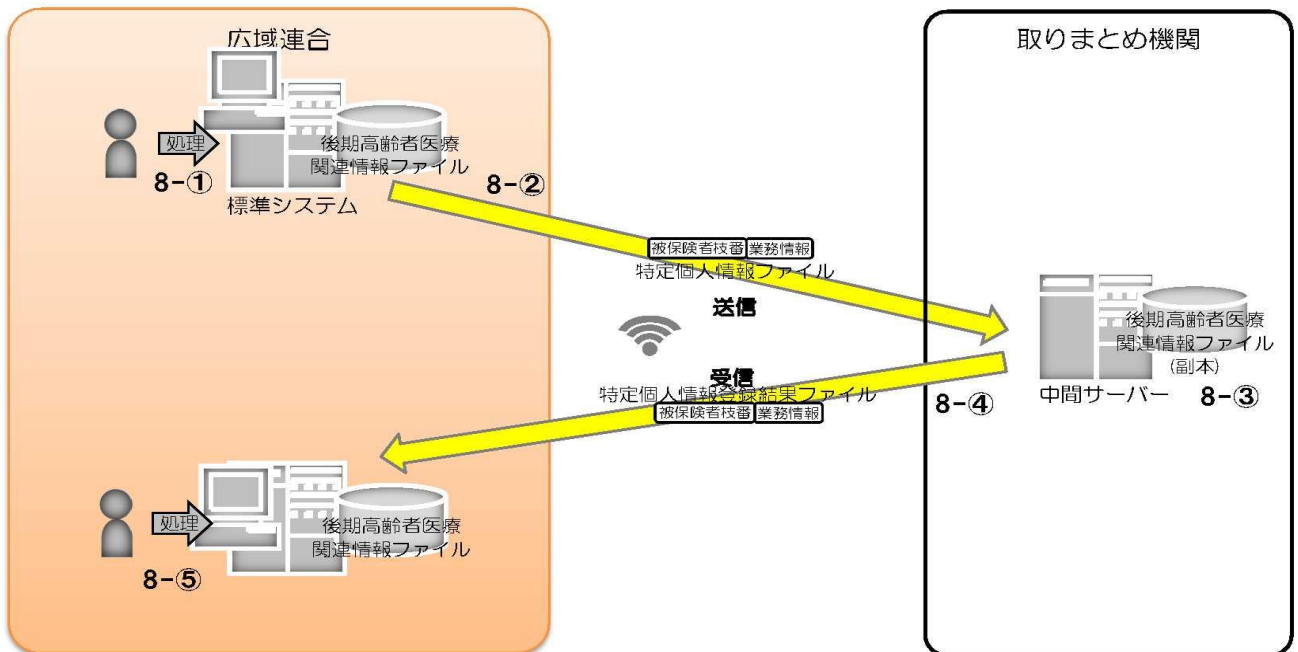 広域連合
取りまとめ機関
処理
後期高齢者医療
関連情報ファイル
8-①
8-②
標準システム
被保険者枝番 業務情報
特定個人情報ファイル
送信
後期高齢者医療
関連情報ファイル
(副本)
受信
特定個人情報登録結果ファイル
被保険者枝番 業務情報
8-④
中間サーバー
8-③
処理
後期高齢者医療
関連情報ファイル
8-⑤